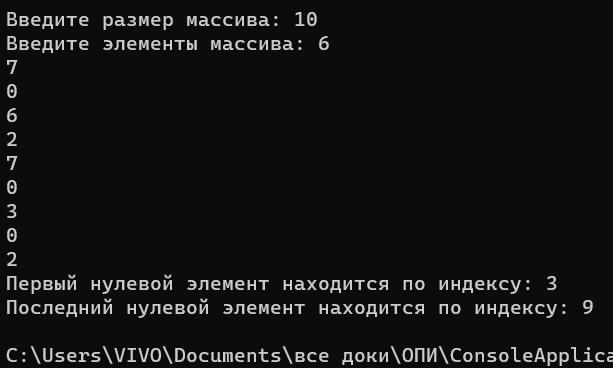 Введите размер массива: 10
Введите элементы массива: 6
7
0
6
2
7
0
3
0
2
Первый нулевой элемент находится по индексу: 3
Последний нулевой элемент находится по индексу: 9
C:\Users\VIVO\Documents\все доки\ОПИ\ConsoleApplica